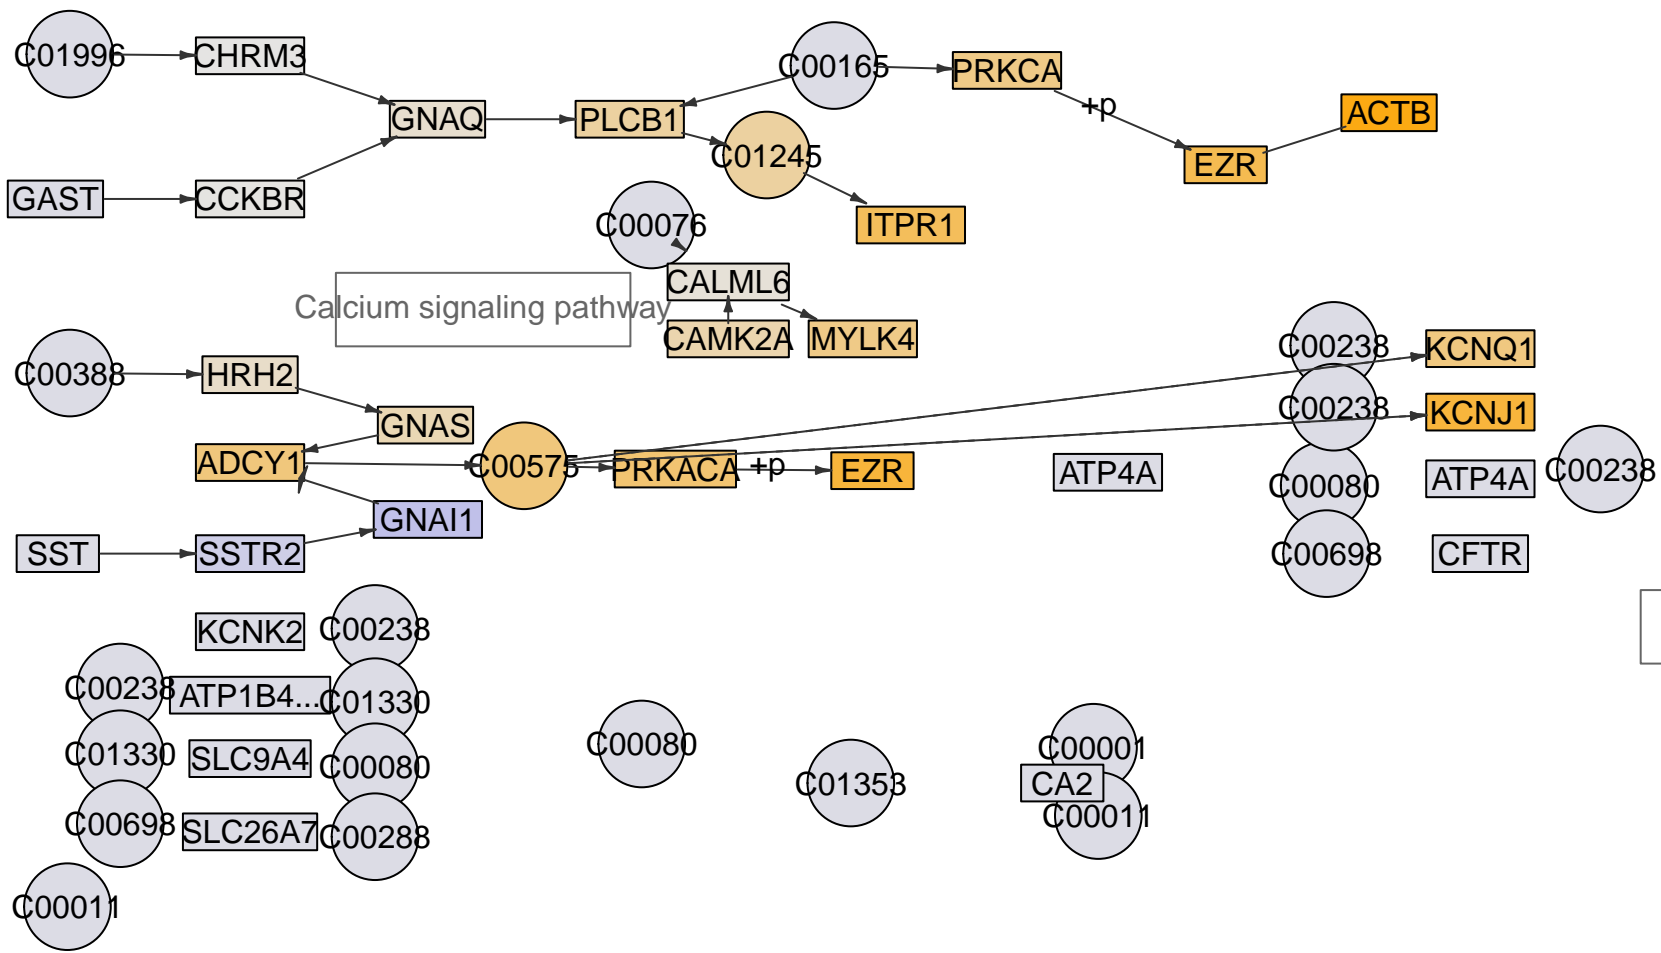 C01996
CHRM3
C00165
PRKCA
+p
ACTB
GNAQ
PLCB1
C01245
EZR
GAST
CCKBR
C00076
ITPR1
CALML6
Calcium signaling pathway
CAMK2A
MYLK4
C00238
KCNQ1
C00388
HRH2
C00238
KCNJ1
GNAS
ADCY1
C00575
PRKACA
+p
EZR
ATP4A
C00080
ATP4A
C00238
GNAI1
SST
SSTR2
C00698
CFTR
KCNK2
C00238
C00238
ATP1B4...
C01330
C01330
SLC9A4
C00080
C00080
C01353
C00001
CA2
C00011
C00698
SLC26A7
C00288
C00011